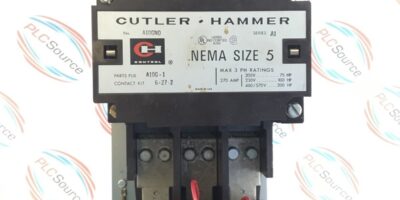 CUTLER-HAMMER
No. A10GN0
SERIES A1
NEMA SIZE 5
CONTROL
PARTS PUB A10G-1
CONTACT KIT 6-27-2
MAX 3 PH RATINGS
270 AMP
200V 75 HP
230V 100 HP
460/575V 200 HP
PLCSource
PLCSource
PLCSource
PLCSource